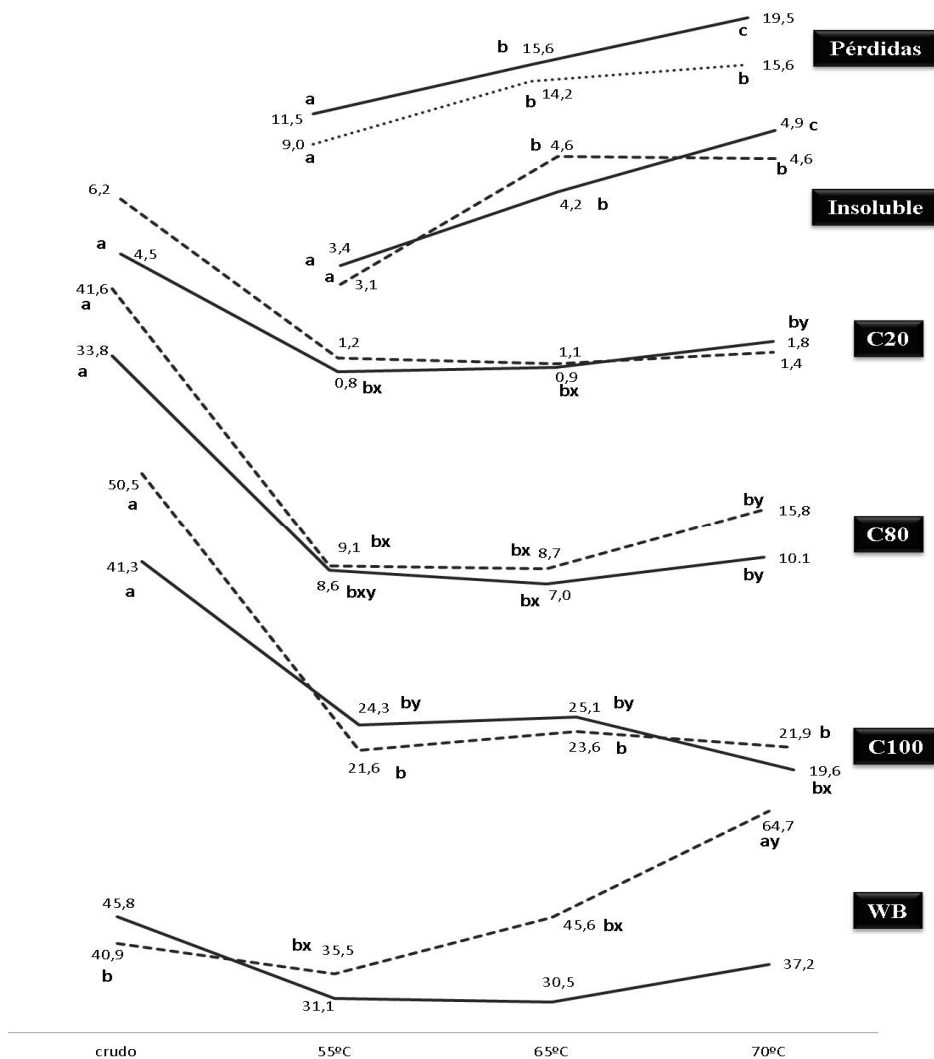 19,5
c
Pérdidas
b
15,6
15,6
b
a
11,5
b
14,2
9,0
a
4,9 c
b
4,6
4,6
b
Insoluble
4,2
b
3,4
a
a
3,1
6,2
a
4,5
41,6
a
33,8
a
1,2
0,8
bx
1,1
0,9
bx
by
1,8
1,4
C20
50,5
a
41,3
a
9,1
bx
8,6
bxy
bx
8,7
bx
7,0
by
15,8
10.1
by
C80
24,3
by
21,6
b
25,1
by
23,6
b
21,9
b
19,6
bx
C100
64,7
ay
45,8
40,9
b
bx
35,5
31,1
45,6
bx
30,5
37,2
WB
crudo 55ºC 65ºC 70ºC